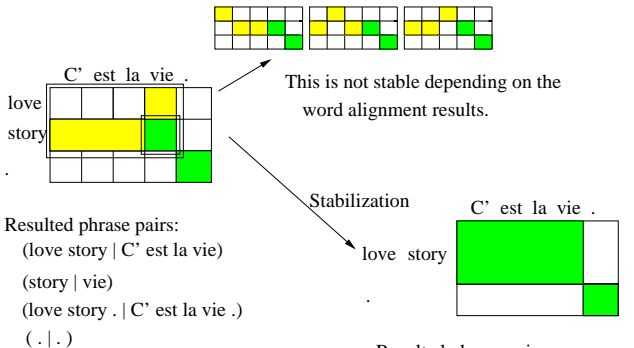 C' est la vie .
love
story
.
This is not stable depending on the
word alignment results.
Stabilization
Resulted phrase pairs:
(love story | C' est la vie)
(story | vie)
(love story . | C' est la vie .)
( . | . )
C' est la vie .
love story
.